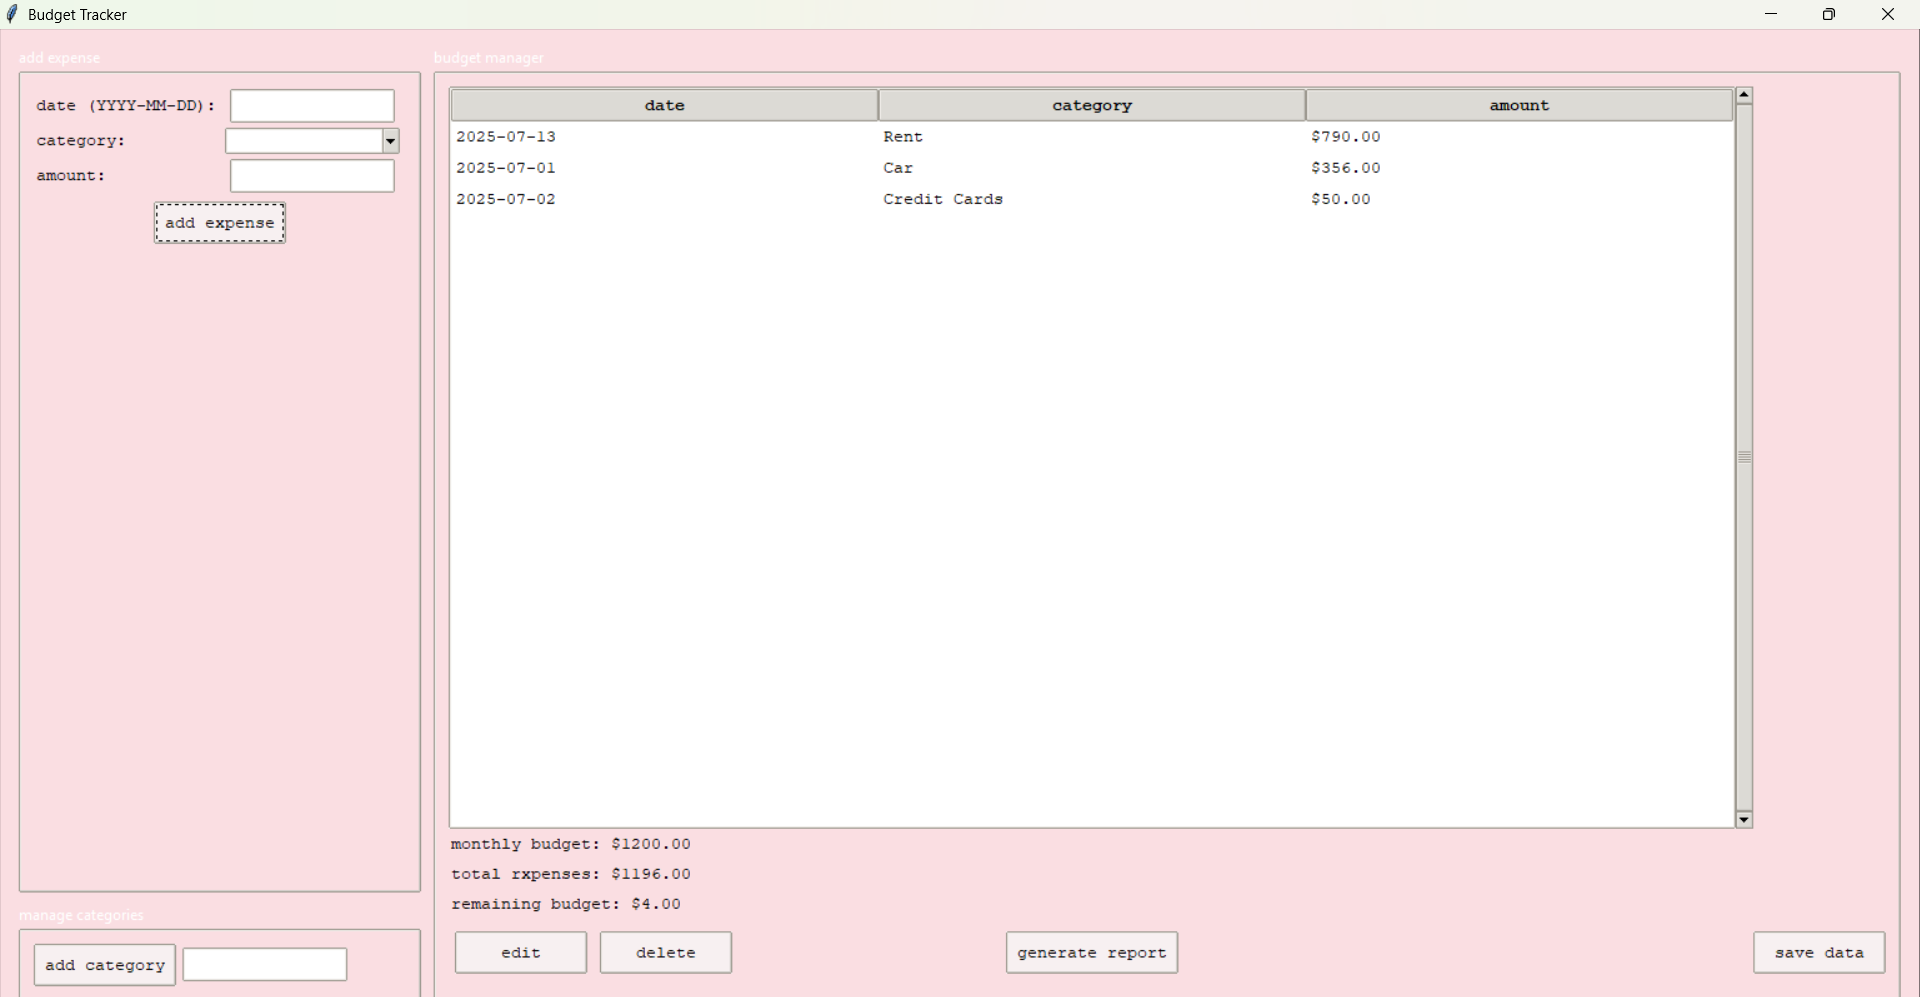 Budget Tracker
add expense
date (YYYY-MM-DD):
category:
amount:
add expense
manage categories
add category
budget manager
date category amount
2025-07-13 Rent $790.00
2025-07-01 Car $356.00
2025-07-02 Credit Cards $50.00
monthly budget: $1200.00
total rxpenses: $1196.00
remaining budget: $4.00
edit delete generate report save data